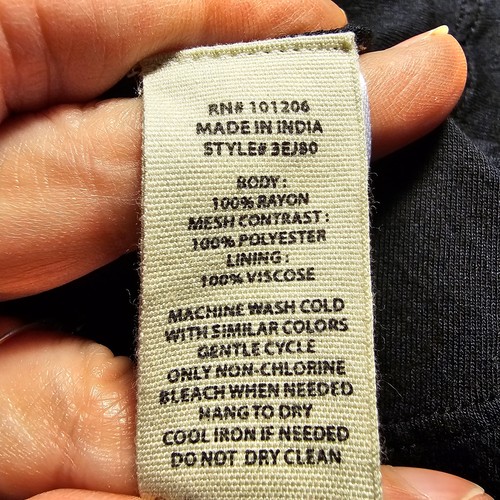 RN# 101206
MADE IN INDIA
STYLE# 3EJ80
BODY :
100% RAYON
MESH CONTRAST :
100% POLYESTER
LINING :
100% VISCOSE
MACHINE WASH COLD
WITH SIMILAR COLORS
GENTLE CYCLE
ONLY NON-CHLORINE
BLEACH WHEN NEEDED
HANG TO DRY
COOL IRON IF NEEDED
DO NOT DRY CLEAN